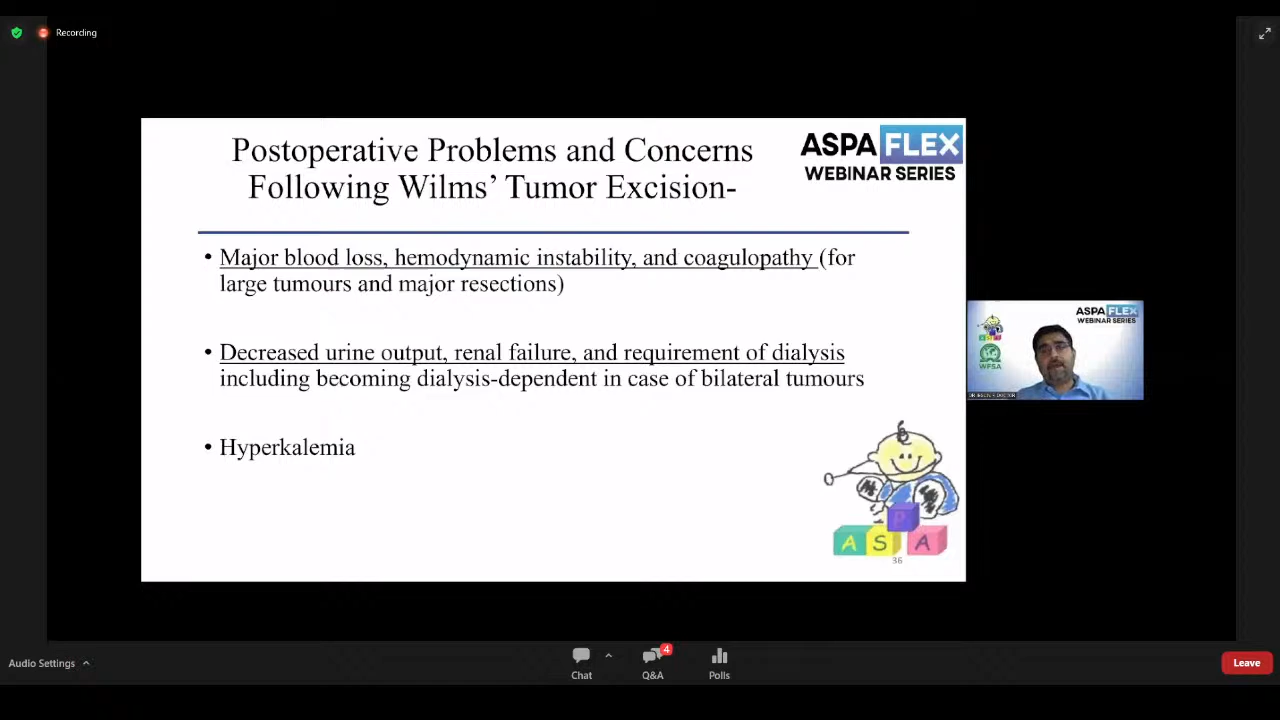 Recording
Postoperative Problems and Concerns
Following Wilms’ Tumor Excision-
ASPA FLEX
WEBINAR SERIES
• Major blood loss, hemodynamic instability, and coagulopathy (for
large tumours and major resections)
• Decreased urine output, renal failure, and requirement of dialysis
including becoming dialysis-dependent in case of bilateral tumours
• Hyperkalemia
P
A S A
36
ASPA FLEX
WEBINAR SERIES
WFSA
Audio Settings
Chat
4
Q&A
Polls
Leave